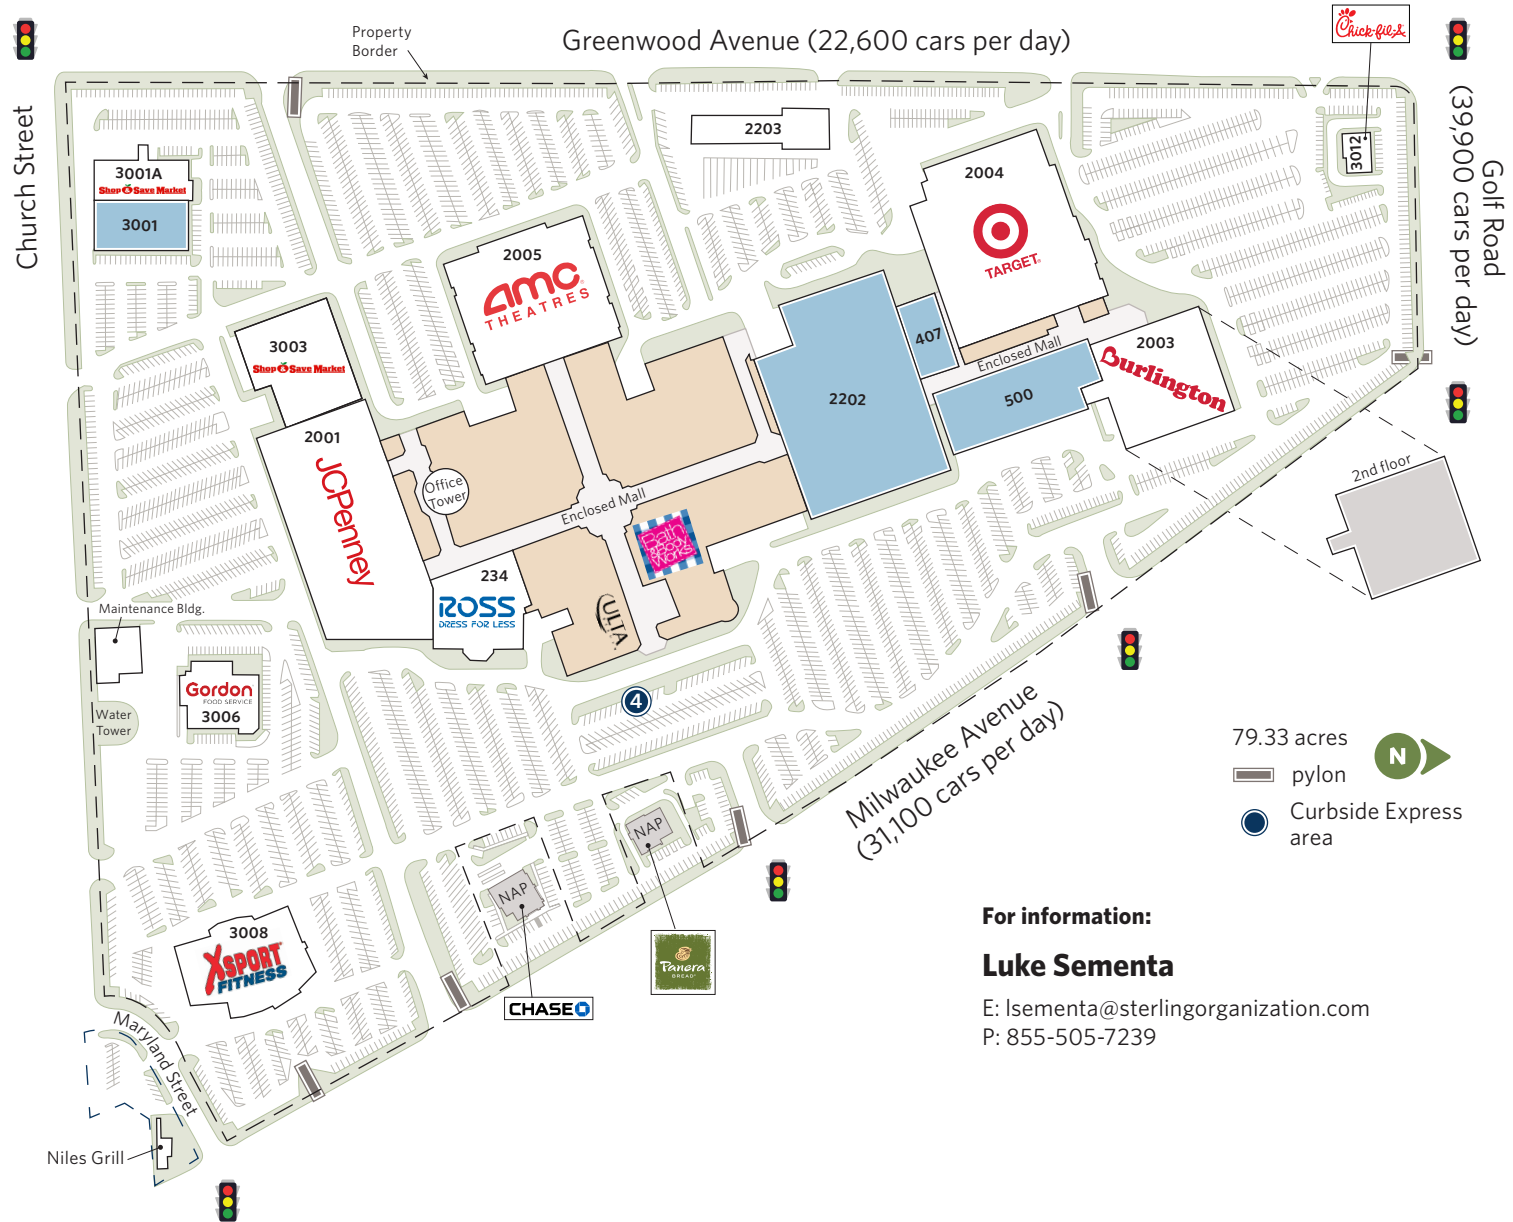 Property
Border
Greenwood Avenue (22,600 cars per day)
Chick-fil-A
Church Street
Golf Road
(39,900 cars per day)
3001A
Shop & Save Market
3001
2203
3012
2004
TARGET
2005
AMC
THEATRES
407
3003
Shop & Save Market
2003
Burlington
Enclosed Mall
500
2202
2001
JCPenney
Office
Tower
Enclosed Mall
2nd floor
Bath
& Body
Works
234
ROSS
DRESS FOR LESS
ULTA
Maintenance Bldg.
Gordon
FOOD SERVICE
3006
Water
Tower
4
Milwaukee Avenue
(31,100 cars per day)
79.33 acres
N
pylon
Curbside Express
area
NAP
NAP
3008
XSPORT
FITNESS
Panera
BREAD
CHASE
Maryland Street
Niles Grill
For information:
Luke Sementa
E: lsementa@sterlingorganization.com
P: 855-505-7239